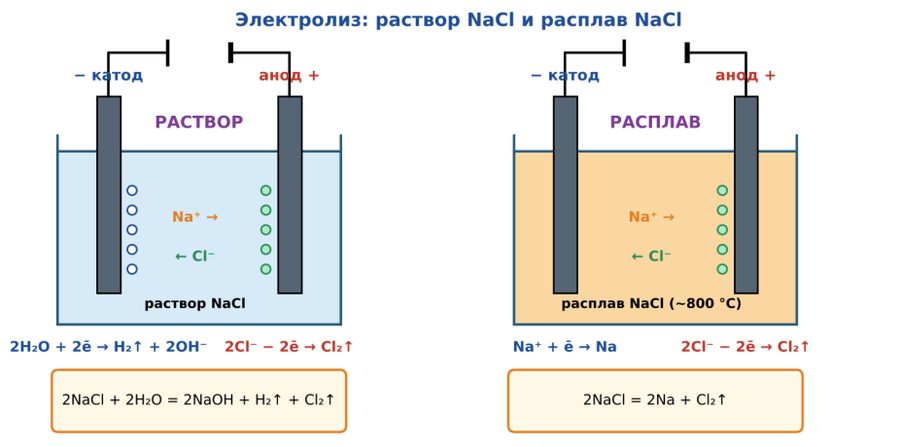 Электролиз: раствор NaCl и расплав NaCl
− катод
анод +
РАСТВОР
Na⁺ →
← Cl⁻
раствор NaCl
2H₂O + 2ē → H₂↑ + 2OH⁻
2Cl⁻ − 2ē → Cl₂↑
2NaCl + 2H₂O = 2NaOH + H₂↑ + Cl₂↑
− катод
анод +
РАСПЛАВ
Na⁺ →
← Cl⁻
расплав NaCl (~800 °C)
Na⁺ + ē → Na
2Cl⁻ − 2ē → Cl₂↑
2NaCl = 2Na + Cl₂↑